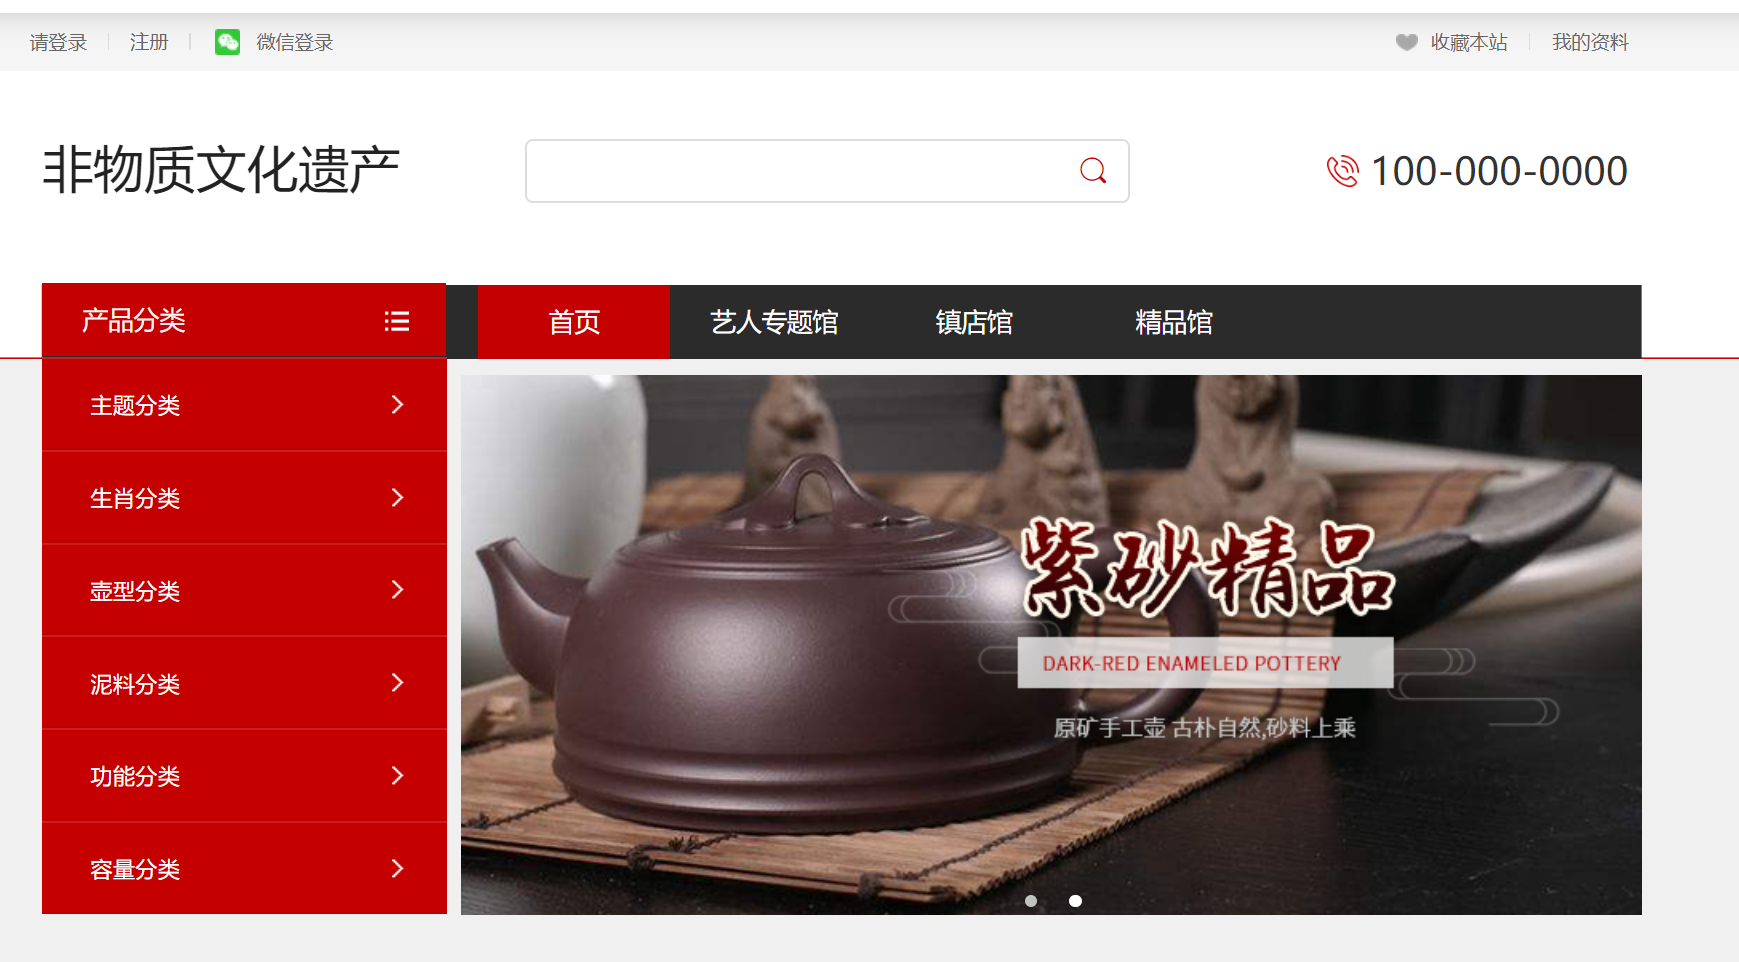 请登录 注册 微信登录 收藏本站 我的资料
非物质文化遗产 100-000-0000
产品分类 首页 艺人专题馆 镇店馆 精品馆
主题分类
生肖分类
壶型分类
泥料分类
功能分类
容量分类
紫砂精品
DARK-RED ENAMELED POTTERY
原矿手工壶 古朴自然,砂料上乘